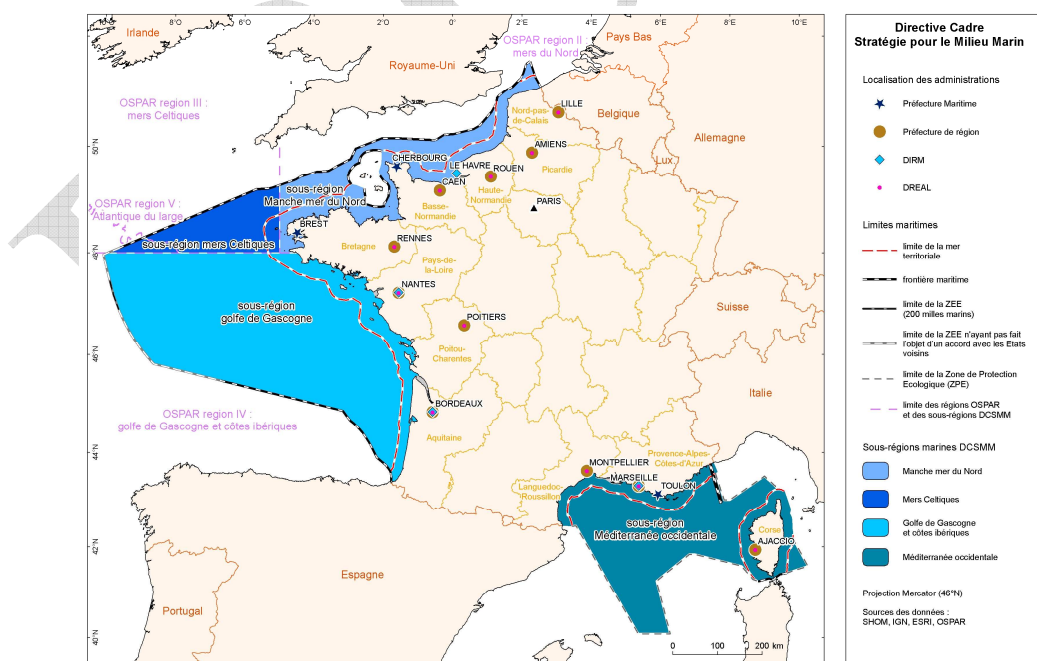 8°O
6°O
4°O
2°O
0°
2°E
4°E
6°E
8°E
10°E
Irlande
OSPAR region II :
mers du Nord
Pays Bas
Royaume-Uni
OSPAR region III :
mers Celtiques
LILLE
Nord-pas-
de-Calais
Belgique
Allemagne
50°N
AMIENS
Picardie
Lux
CHERBOURG
LE HAVRE
ROUEN
CAEN
Haute-
Normandie
sous-région
Manche mer du Nord
Basse-
Normandie
PARIS
OSPAR region V :
Atlantique du large
BREST
sous-région mers Celtiques
48°N
Bretagne
RENNES
Pays-de-
la-Loire
NANTES
sous-région
golfe de Gascogne
Suisse
POITIERS
Poitou-
Charentes
46°N
Italie
BORDEAUX
OSPAR region IV :
golfe de Gascogne et côtes ibériques
Aquitaine
44°N
Provence-Alpes-
Côtes-d'Azur
MONTPELLIER
MARSEILLE
TOULON
Languedoc-
Roussillon
sous-région
Méditerranée occidentale
Corse
AJACCIO
42°N
Espagne
Portugal
40°N
0
100
200 km
Directive Cadre
Stratégie pour le Milieu Marin
Localisation des administrations
Préfecture Maritime
Préfecture de région
DIRM
DREAL
Limites maritimes
limite de la mer
territoriale
frontière maritime
limite de la ZEE
(200 milles marins)
limite de la ZEE n'ayant pas fait
l'objet d'un accord avec les Etats
voisins
limite de la Zone de Protection
Ecologique (ZPE)
limite des régions OSPAR
et des sous-régions DCSMM
Sous-régions marines DCSMM
Manche mer du Nord
Mers Celtiques
Golfe de Gascogne
et côtes ibériques
Méditerranée occidentale
Projection Mercator (46°N)
Sources des données :
SHOM, IGN, ESRI, OSPAR